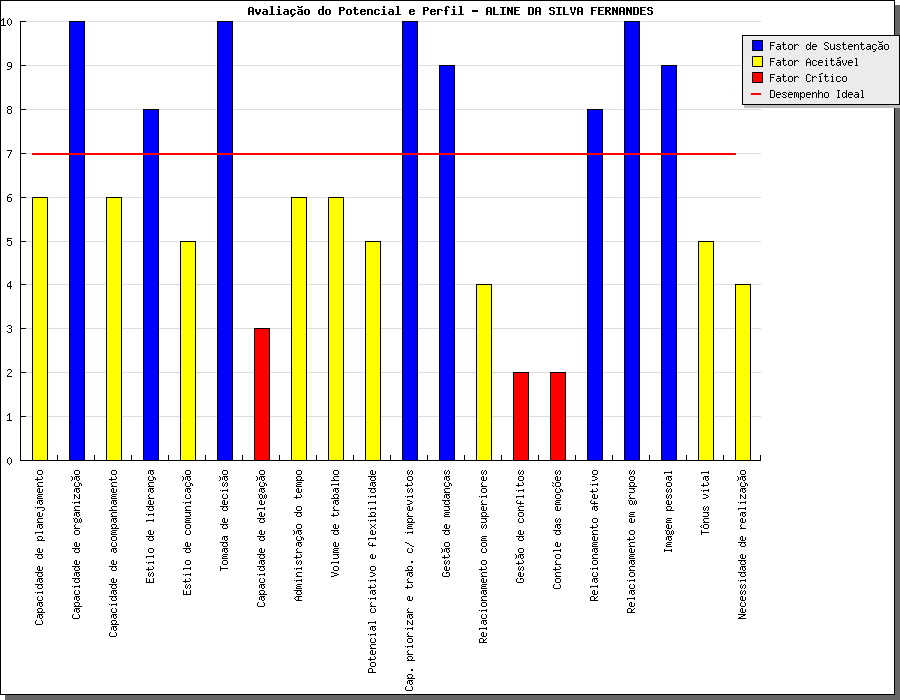 Avaliação do Potencial e Perfil - ALINE DA SILVA FERNANDES
Fator de Sustentação
Fator Aceitável
Fator Crítico
Desempenho Ideal
10
9
8
7
6
5
4
3
2
1
0
Capacidade de planejamento
Capacidade de organização
Capacidade de acompanhamento
Estilo de liderança
Estilo de comunicação
Tomada de decisão
Capacidade de delegação
Administração do tempo
Volume de trabalho
Potencial criativo e flexibilidade
Cap. priorizar e trab. c/ imprevistos
Gestão de mudanças
Relacionamento com superiores
Gestão de conflitos
Controle das emoções
Relacionamento afetivo
Relacionamento em grupos
Imagem pessoal
Tônus vital
Necessidade de realização